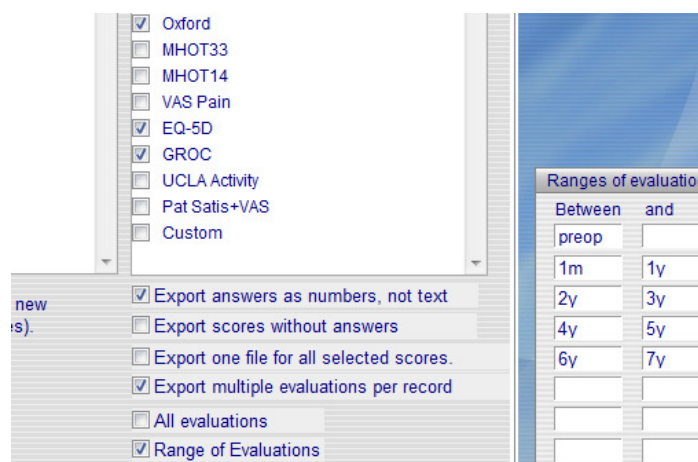 Oxford
MHOT33
MHOT14
VAS Pain
EQ-5D
GROC
UCLA Activity
Pat Satis+VAS
Custom
new
s).
Export answers as numbers, not text
Export scores without answers
Export one file for all selected scores.
Export multiple evaluations per record
All evaluations
Range of Evaluations
Ranges of evaluatio
Between and
preop
1m 1y
2y 3y
4y 5y
6y 7y